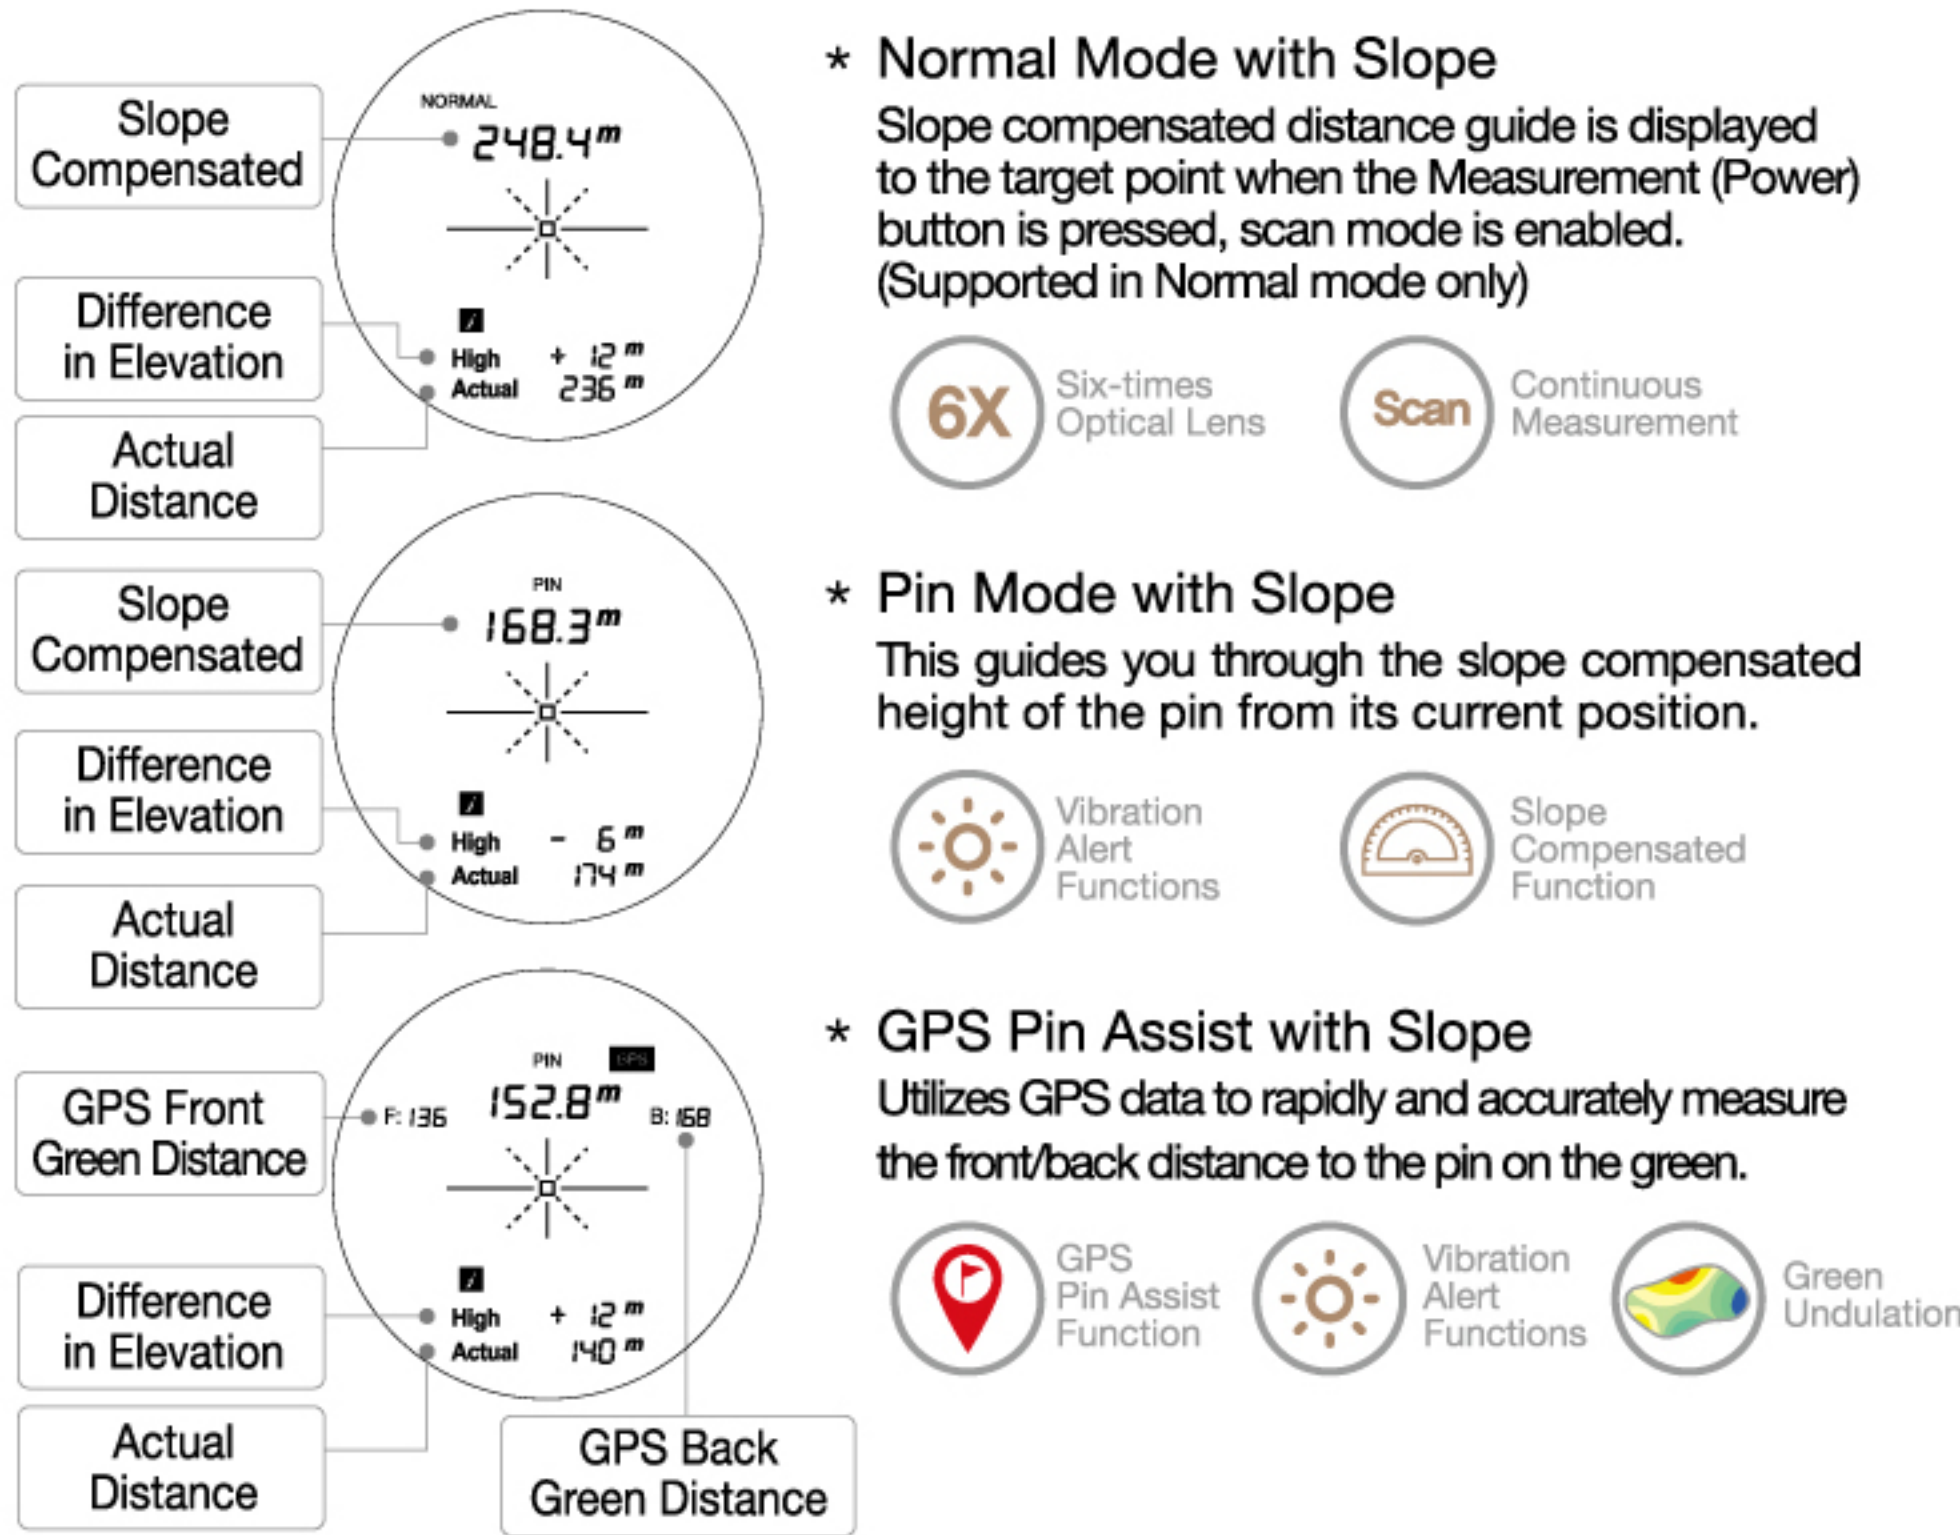 Slope
Compensated
Difference
in Elevation
Actual
Distance
NORMAL
248.4 m
i
High + 12 m
Actual 236 m
* Normal Mode with Slope
Slope compensated distance guide is displayed
to the target point when the Measurement (Power)
button is pressed, scan mode is enabled.
(Supported in Normal mode only)
6X
Six-times
Optical Lens
Scan
Continuous
Measurement
Slope
Compensated
Difference
in Elevation
Actual
Distance
PIN
168.3 m
i
High - 6 m
Actual 174 m
* Pin Mode with Slope
This guides you through the slope compensated
height of the pin from its current position.
Vibration
Alert
Functions
Slope
Compensated
Function
GPS Front
Green Distance
Difference
in Elevation
Actual
Distance
PIN GPS
152.8 m
F: 136
B: 168
i
High + 12 m
Actual 140 m
GPS Back
Green Distance
* GPS Pin Assist with Slope
Utilizes GPS data to rapidly and accurately measure
the front/back distance to the pin on the green.
GPS
Pin Assist
Function
Vibration
Alert
Functions
Green
Undulation